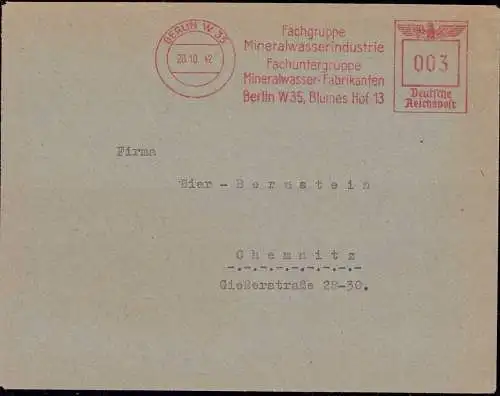 BERLIN W 35
20.10.42
Fachgruppe
Mineralwasserindustrie
Fachuntergruppe
Mineralwasser-Fabrikanten
Berlin W35, Blumes Hof 13
003
Deutsche
Reichspost
Firma
Bier - Bernstein
Chemnitz
Gießerstraße 28-30.